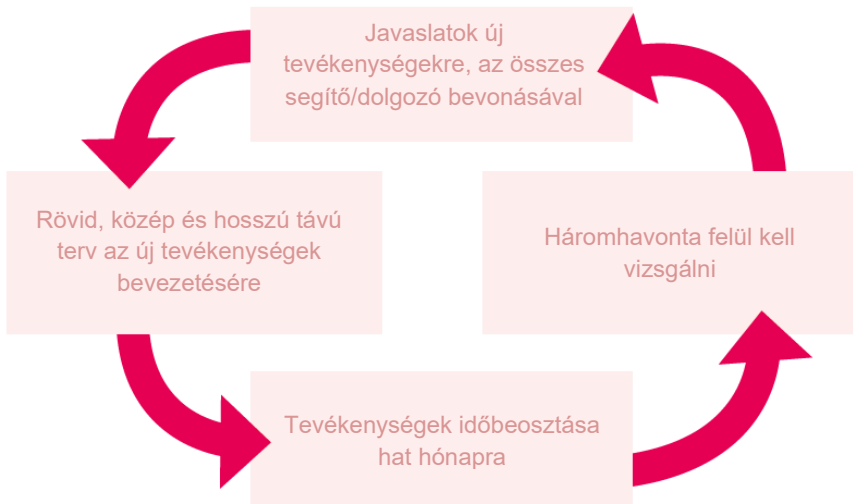 Javaslatok új
tevékenységekre, az összes
segítő/dolgozó bevonásával
Rövid, közép és hosszú távú
terv az új tevékenységek
bevezetésére
Tevékenységek időbeosztása
hat hónapra
Háromhavonta felül kell
vizsgálni